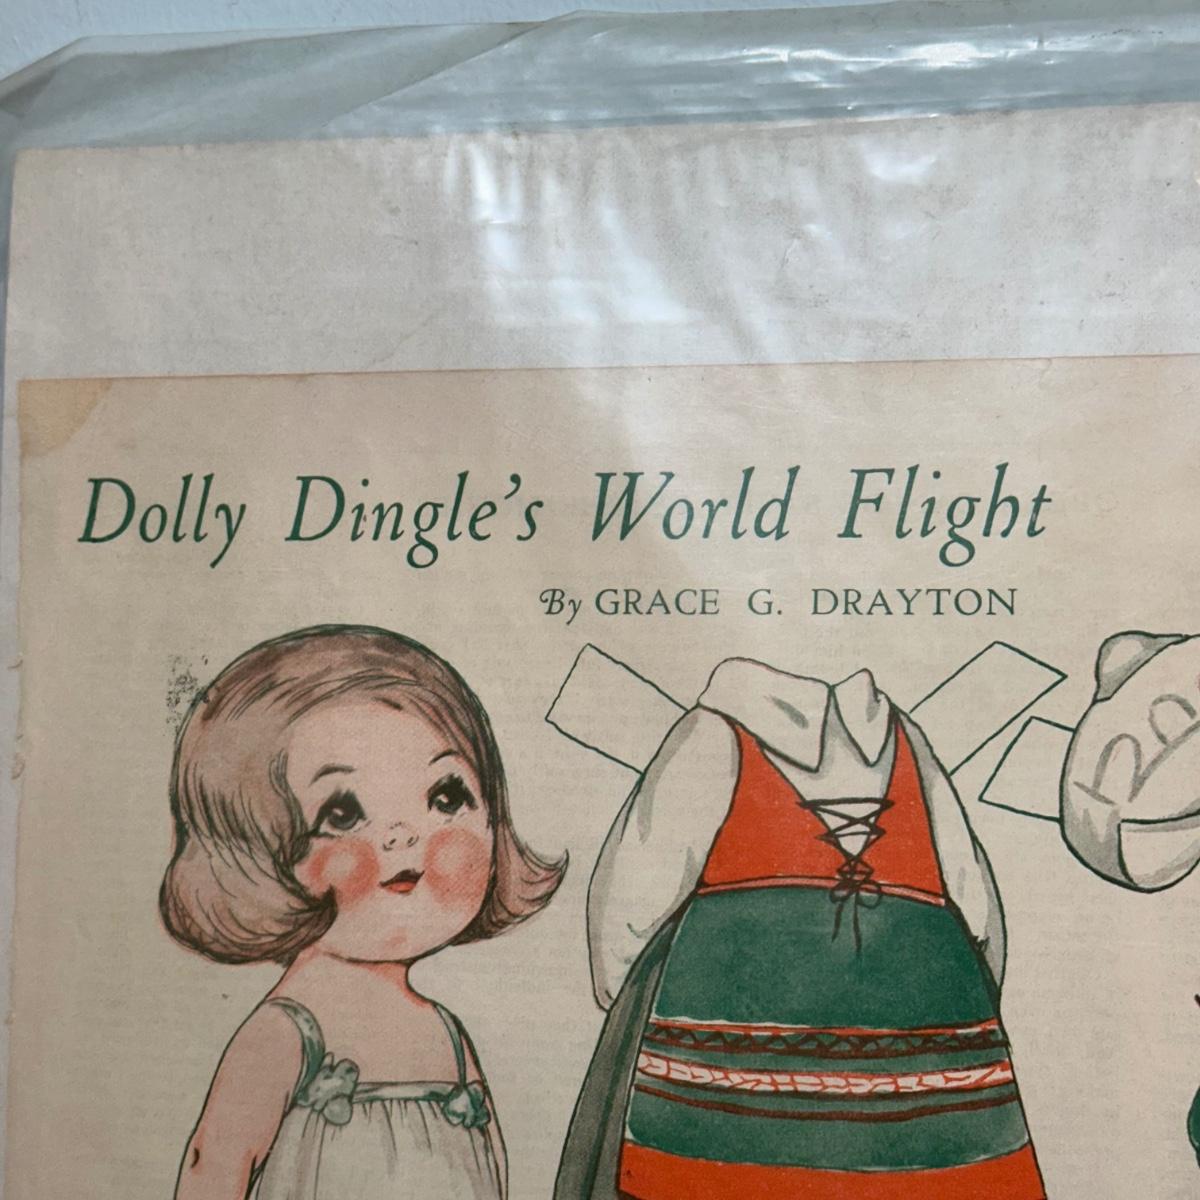 Dolly Dingle's World Flight
By GRACE G. DRAYTON